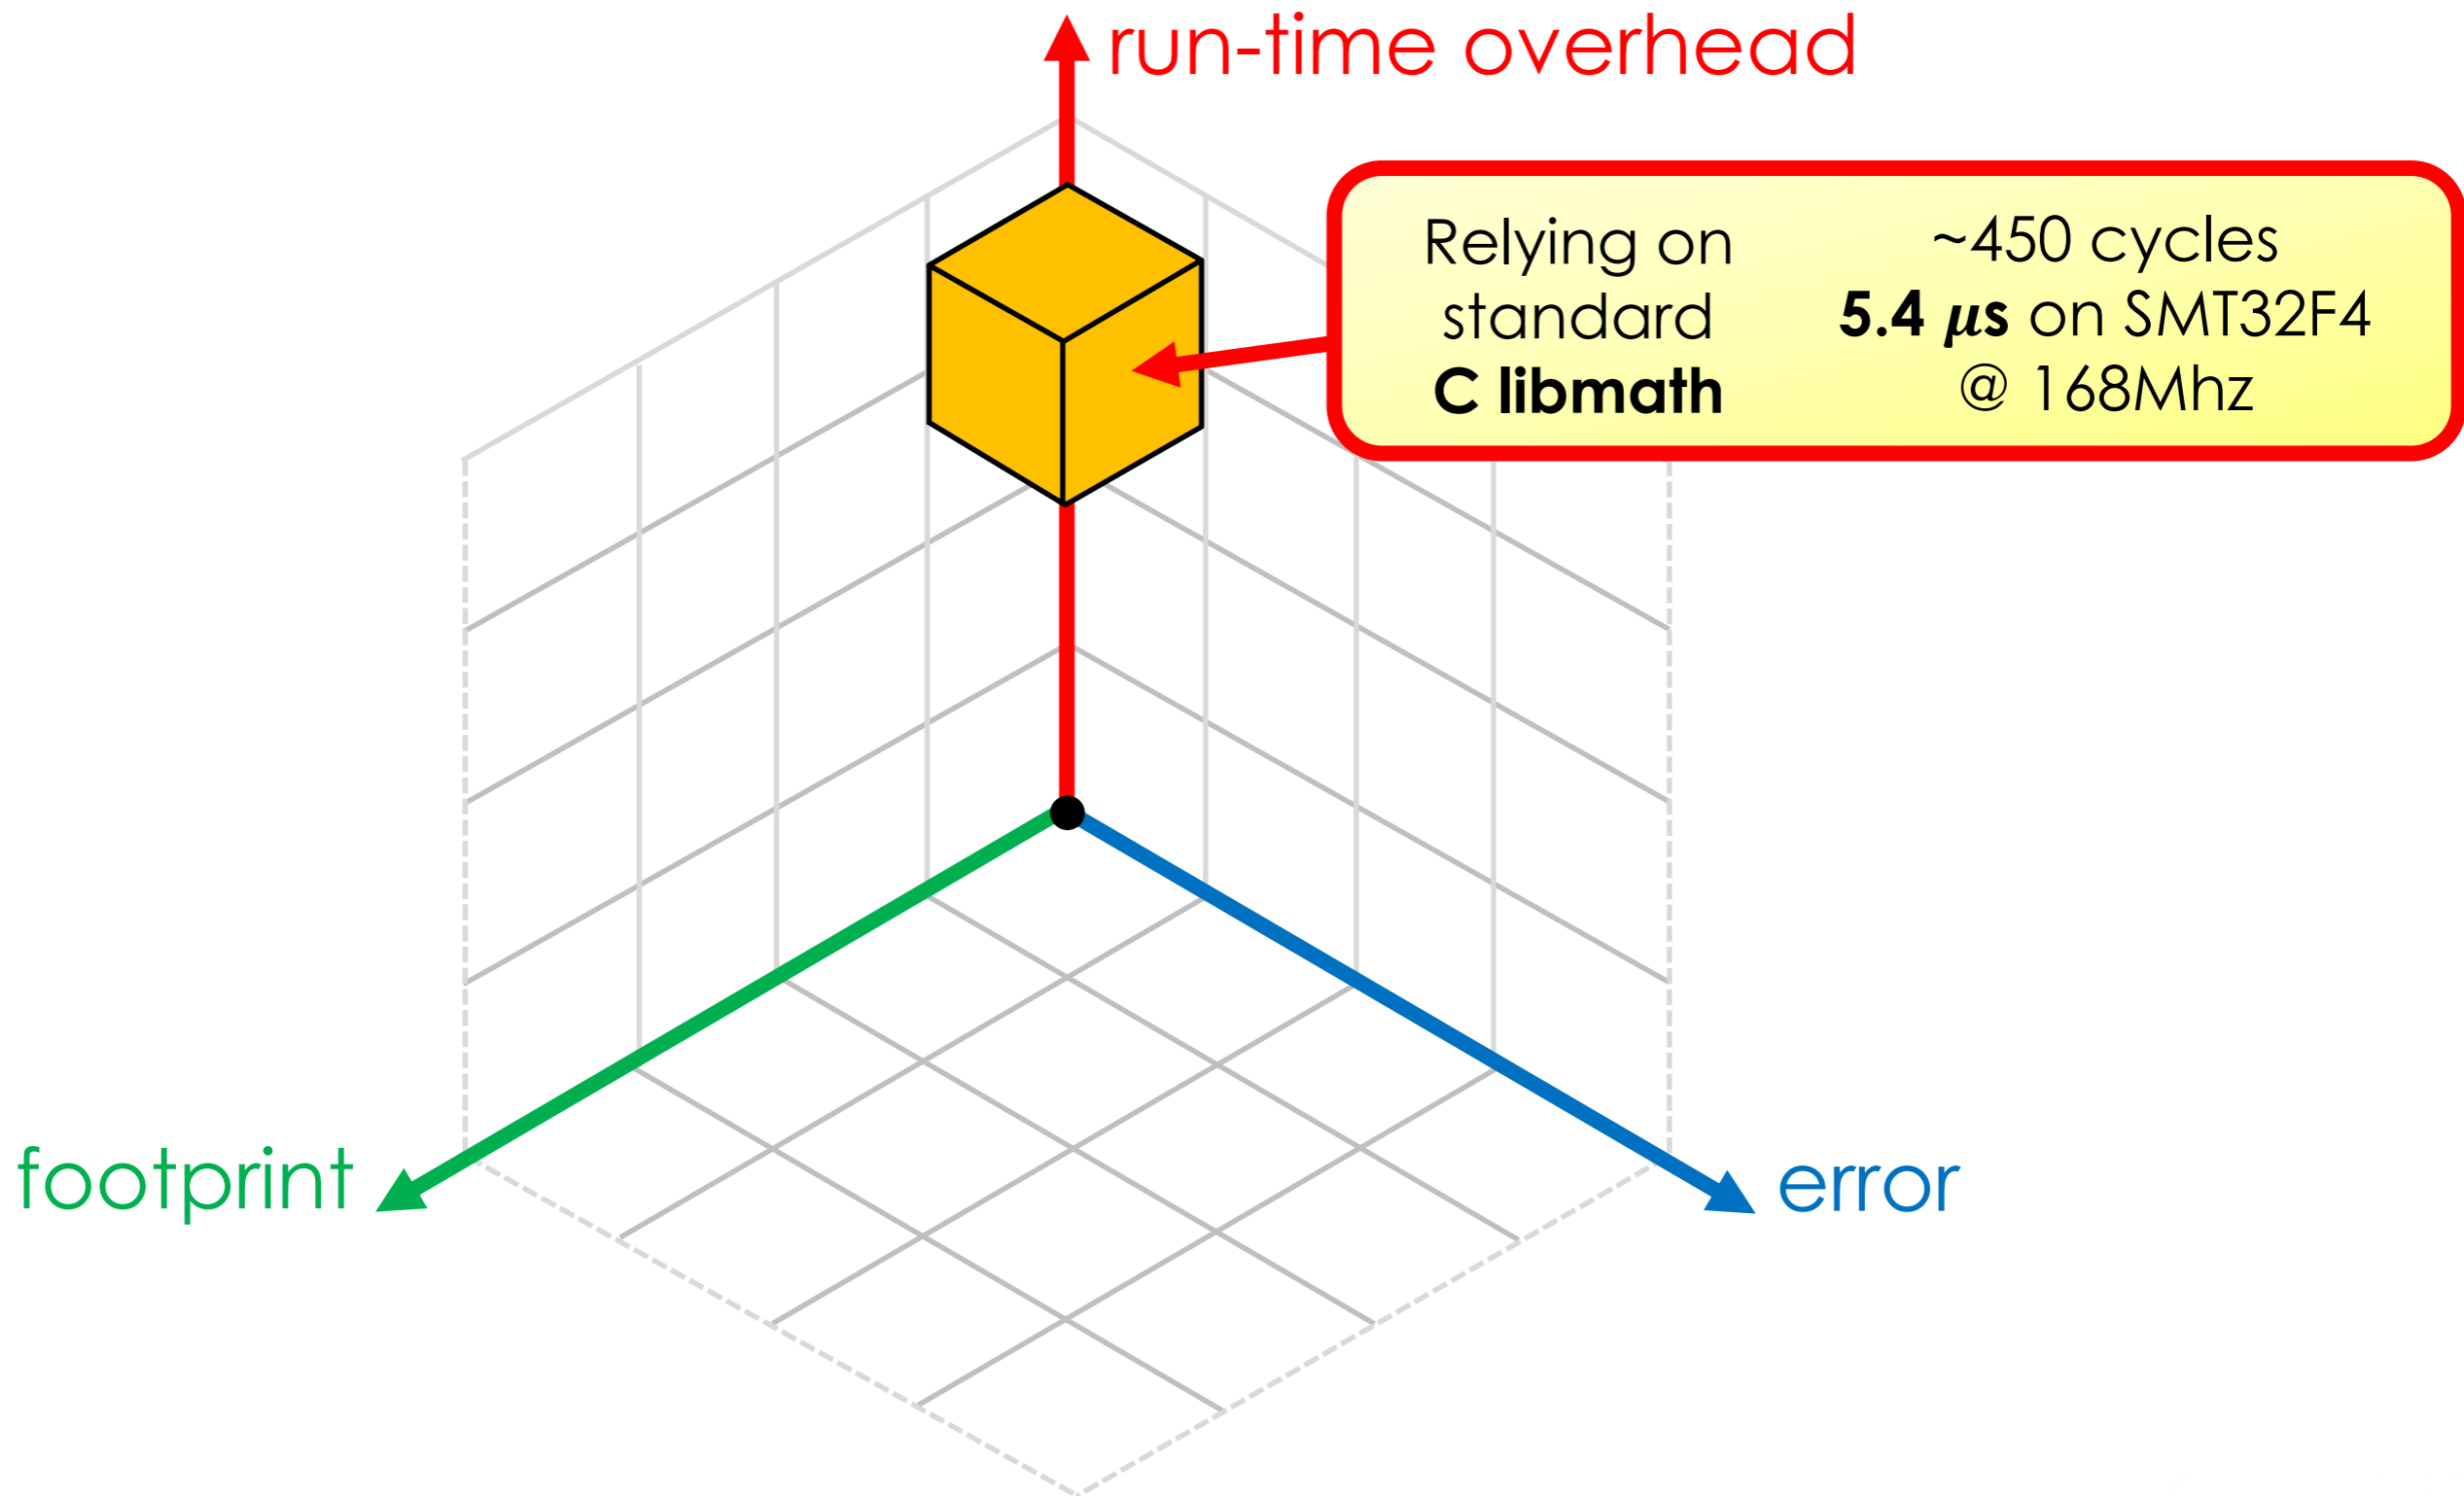 run-time overhead
Relying on
standard
C libmath
~450 cycles
5.4 μs on SMT32F4
@ 168Mhz
footprint
error